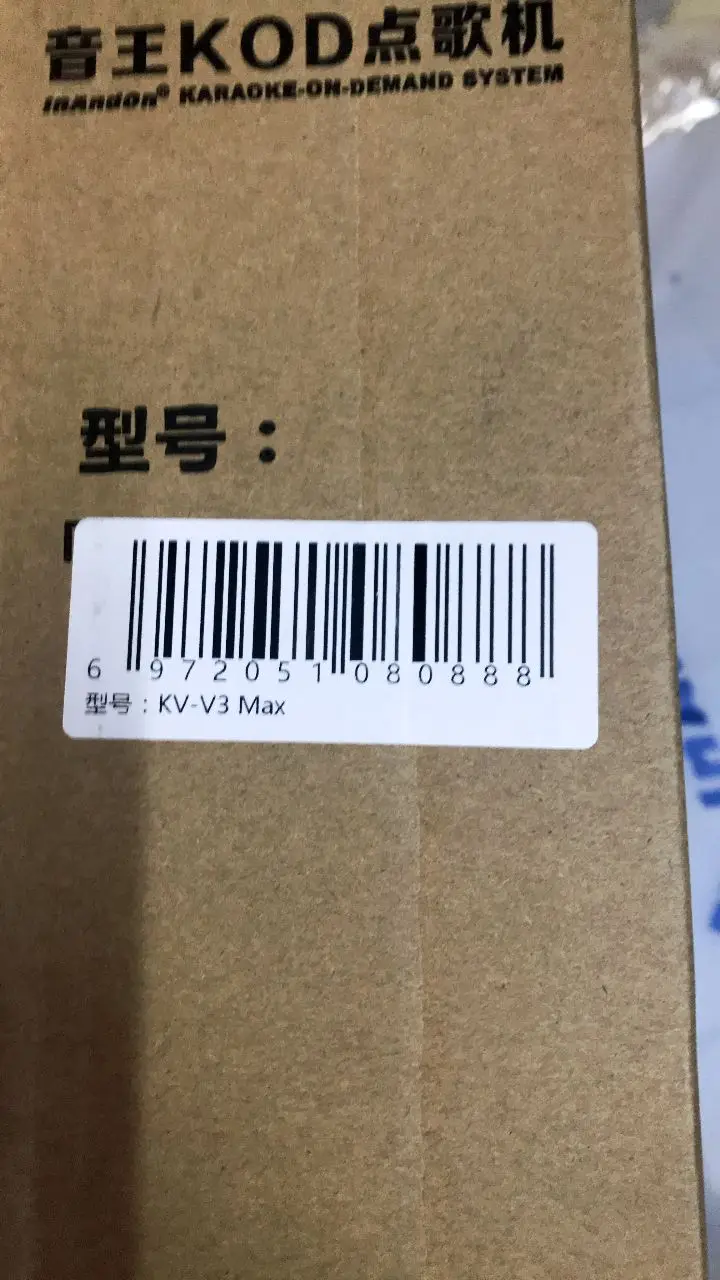 音王KOD点歌机
InAndon® KARAOKE-ON-DEMAND SYSTEM
型号：
6 972051 080888
型号：KV-V3 Max